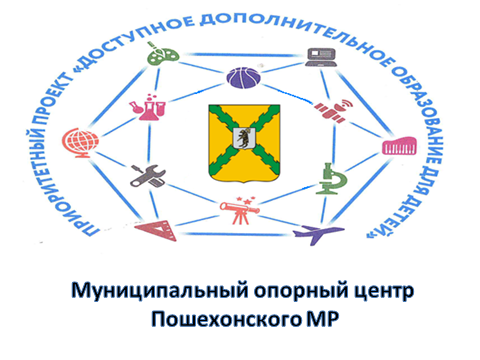 ПРИОРИТЕТНЫЙ ПРОЕКТ «ДОСТУПНОЕ ДОПОЛНИТЕЛЬНОЕ ОБРАЗОВАНИЕ ДЛЯ ДЕТЕЙ»
Муниципальный опорный центр
Пошехонского МР